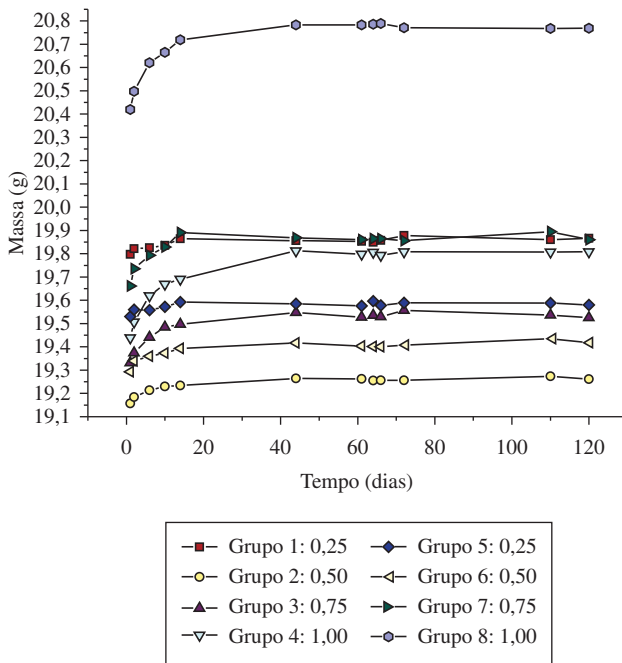 20,8
20,7
20,6
20,5
20,4
20,3
20,2
20,1
20,0
19,9
19,8
19,7
19,6
19,5
19,4
19,3
19,2
19,1
Massa (g)
0 20 40 60 80 100 120
Tempo (dias)
Grupo 1: 0,25
Grupo 2: 0,50
Grupo 3: 0,75
Grupo 4: 1,00
Grupo 5: 0,25
Grupo 6: 0,50
Grupo 7: 0,75
Grupo 8: 1,00